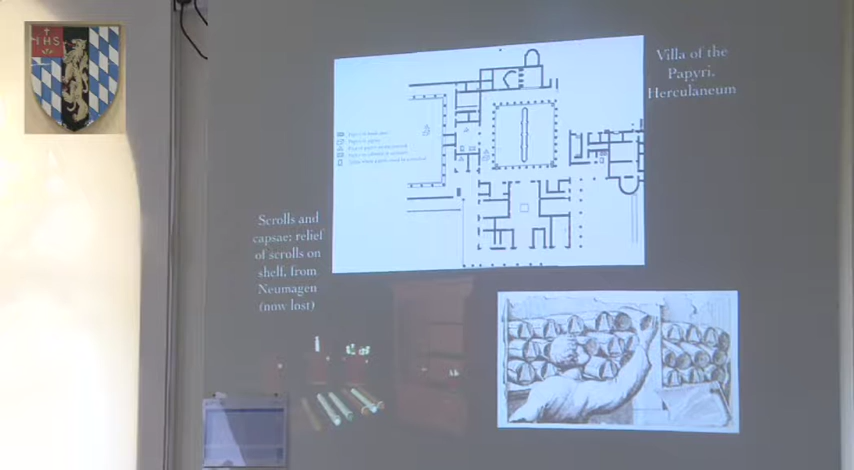 IHS
Villa of the
Papyri,
Herculaneum
Scrolls and
capsae: relief
of scrolls on
shelf, from
Neumagen
(now lost)